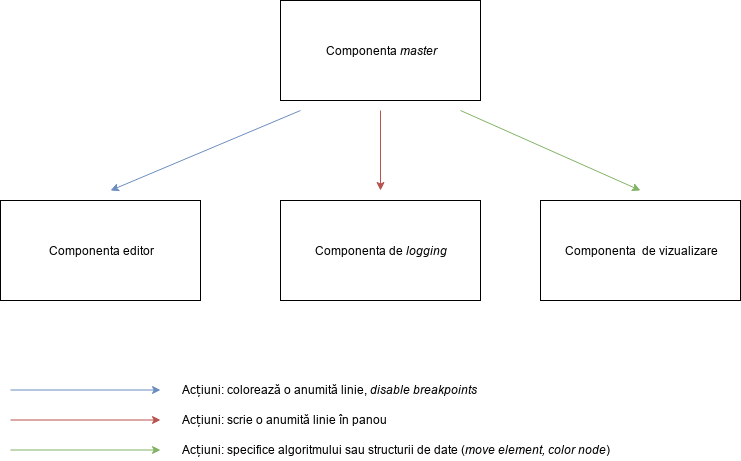 Componenta master
Componenta editor
Componenta de logging
Componenta de vizualizare
Acțiuni: colorează o anumită linie, disable breakpoints
Acțiuni: scrie o anumită linie în panou
Acțiuni: specifice algoritmului sau structurii de date (move element, color node)